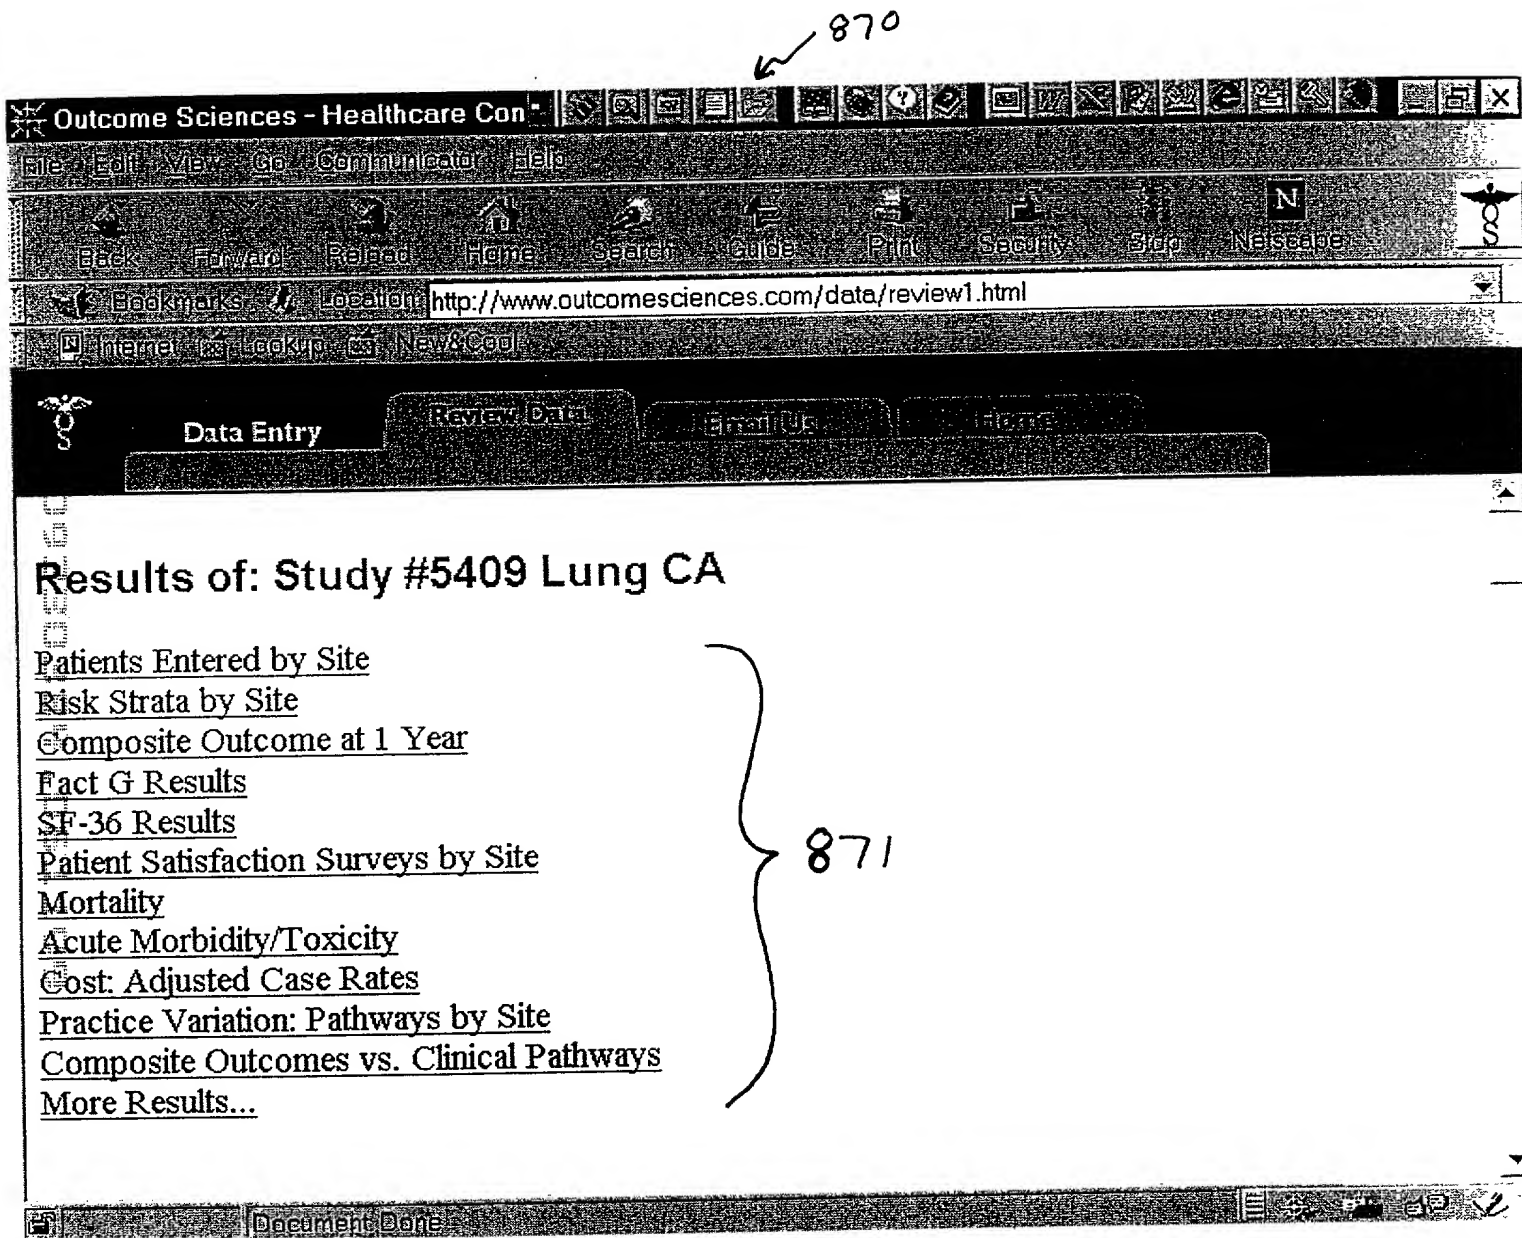 870
Outcome Sciences - Healthcare Con
File Edit View Go Communicator Help
Back Forward Reload Home Search Guide Print Security Stop Netscape
N
Bookmarks Location: http://www.outcomesciences.com/data/review1.html
Internet Lookup New&Cool
Data Entry Review Data Email Us Home
Results of: Study #5409 Lung CA
Patients Entered by Site
Risk Strata by Site
Composite Outcome at 1 Year
Fact G Results
SF-36 Results
Patient Satisfaction Surveys by Site
871
Mortality
Acute Morbidity/Toxicity
Cost: Adjusted Case Rates
Practice Variation: Pathways by Site
Composite Outcomes vs. Clinical Pathways
More Results...
Document: Done